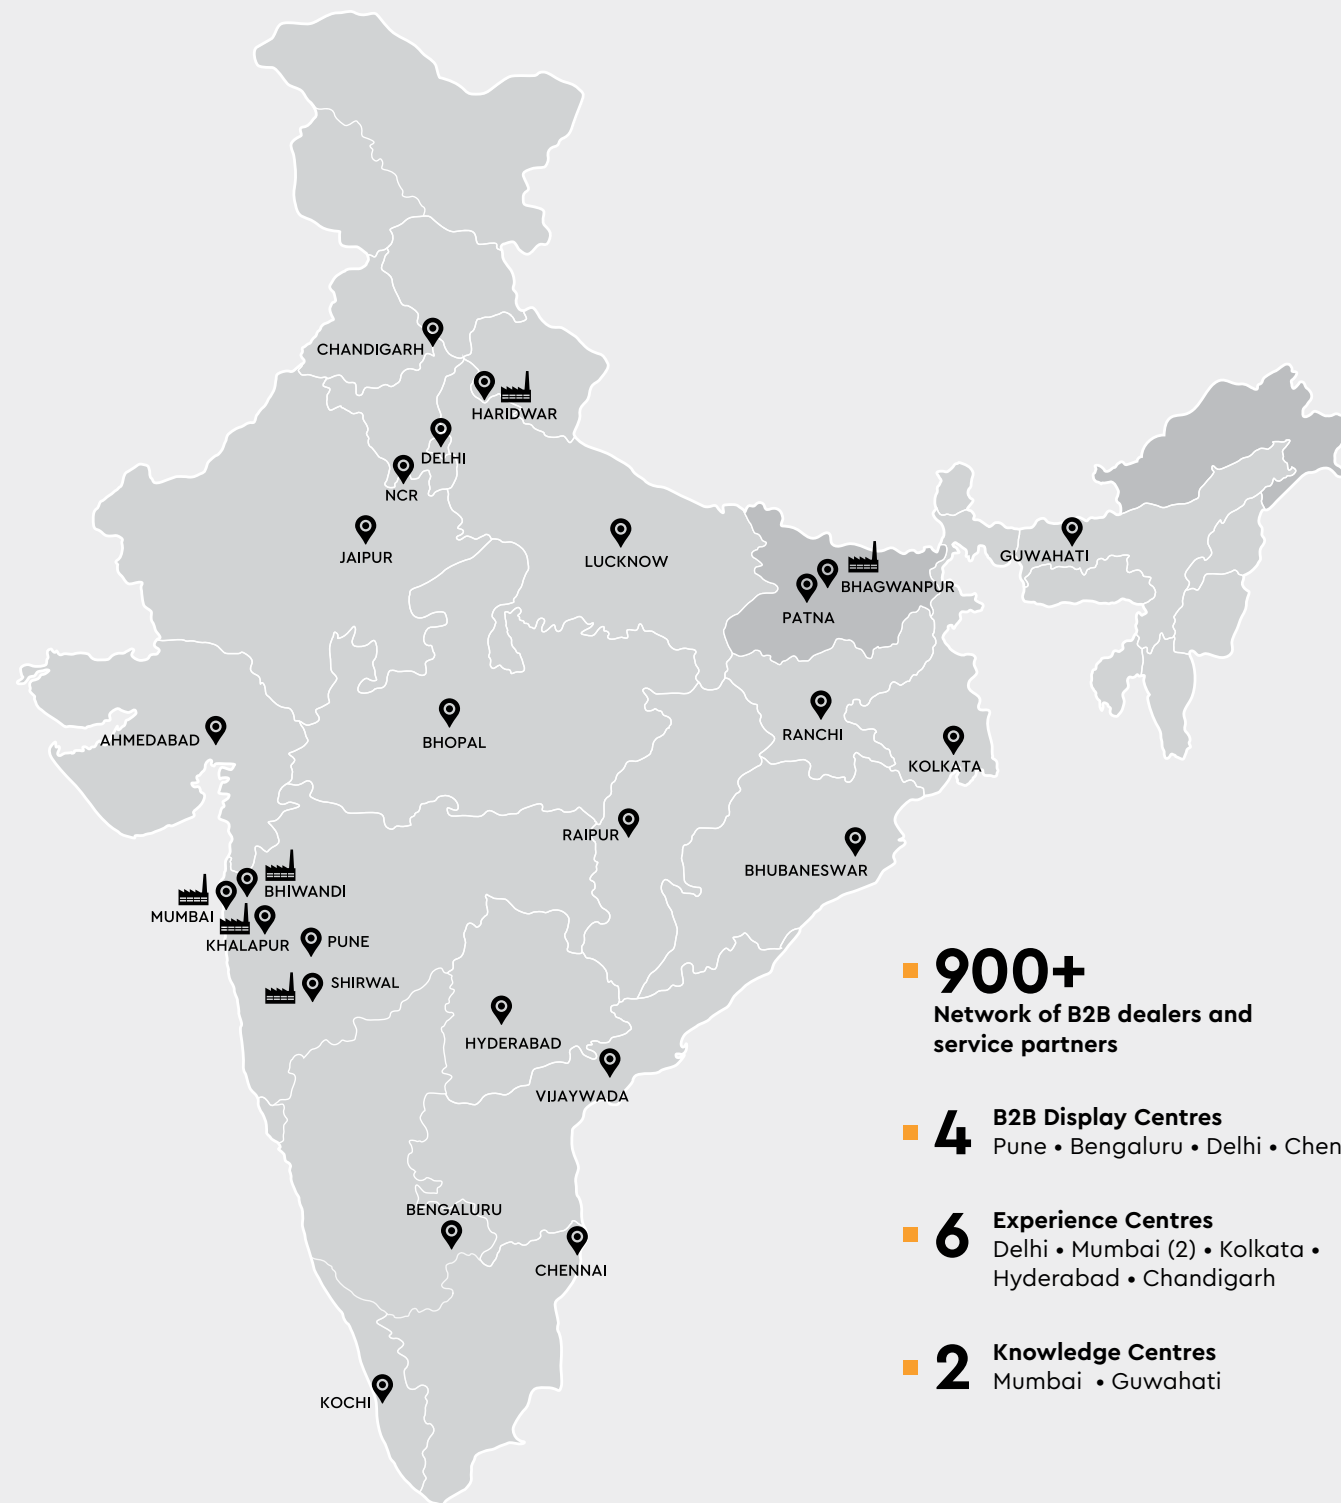 CHANDIGARH
HARIDWAR
DELHI
NCR
JAIPUR
LUCKNOW
GUWAHATI
BHAGWANPUR
PATNA
AHMEDABAD
BHOPAL
RANCHI
KOLKATA
RAIPUR
BHUBANESWAR
BHIWANDI
MUMBAI
KHALAPUR
PUNE
SHIRWAL
HYDERABAD
VIJAYWADA
BENGALURU
CHENNAI
KOCHI
900+
Network of B2B dealers and
service partners
4
B2B Display Centres
Pune • Bengaluru • Delhi • Chen
6
Experience Centres
Delhi • Mumbai (2) • Kolkata •
Hyderabad • Chandigarh
2
Knowledge Centres
Mumbai • Guwahati